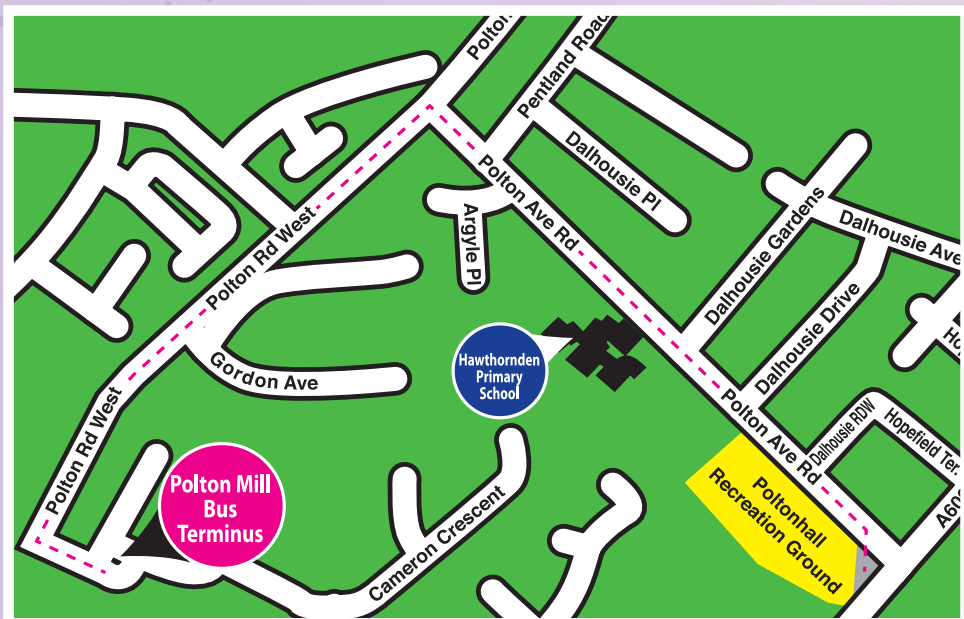 Polton
Pentland Road
Dalhousie Pl
Polton Ave Rd
Argyle Pl
Polton Rd West
Dalhousie Gardens
Dalhousie Ave
Dalhousie Drive
Gordon Ave
Hawthornden
Primary
School
Polton Rd West
Polton Ave Rd
Dalhousie RDW
Hopefield Ter.
Polton Mill
Bus
Terminus
Poltonhall
Recreation Ground
Cameron Crescent